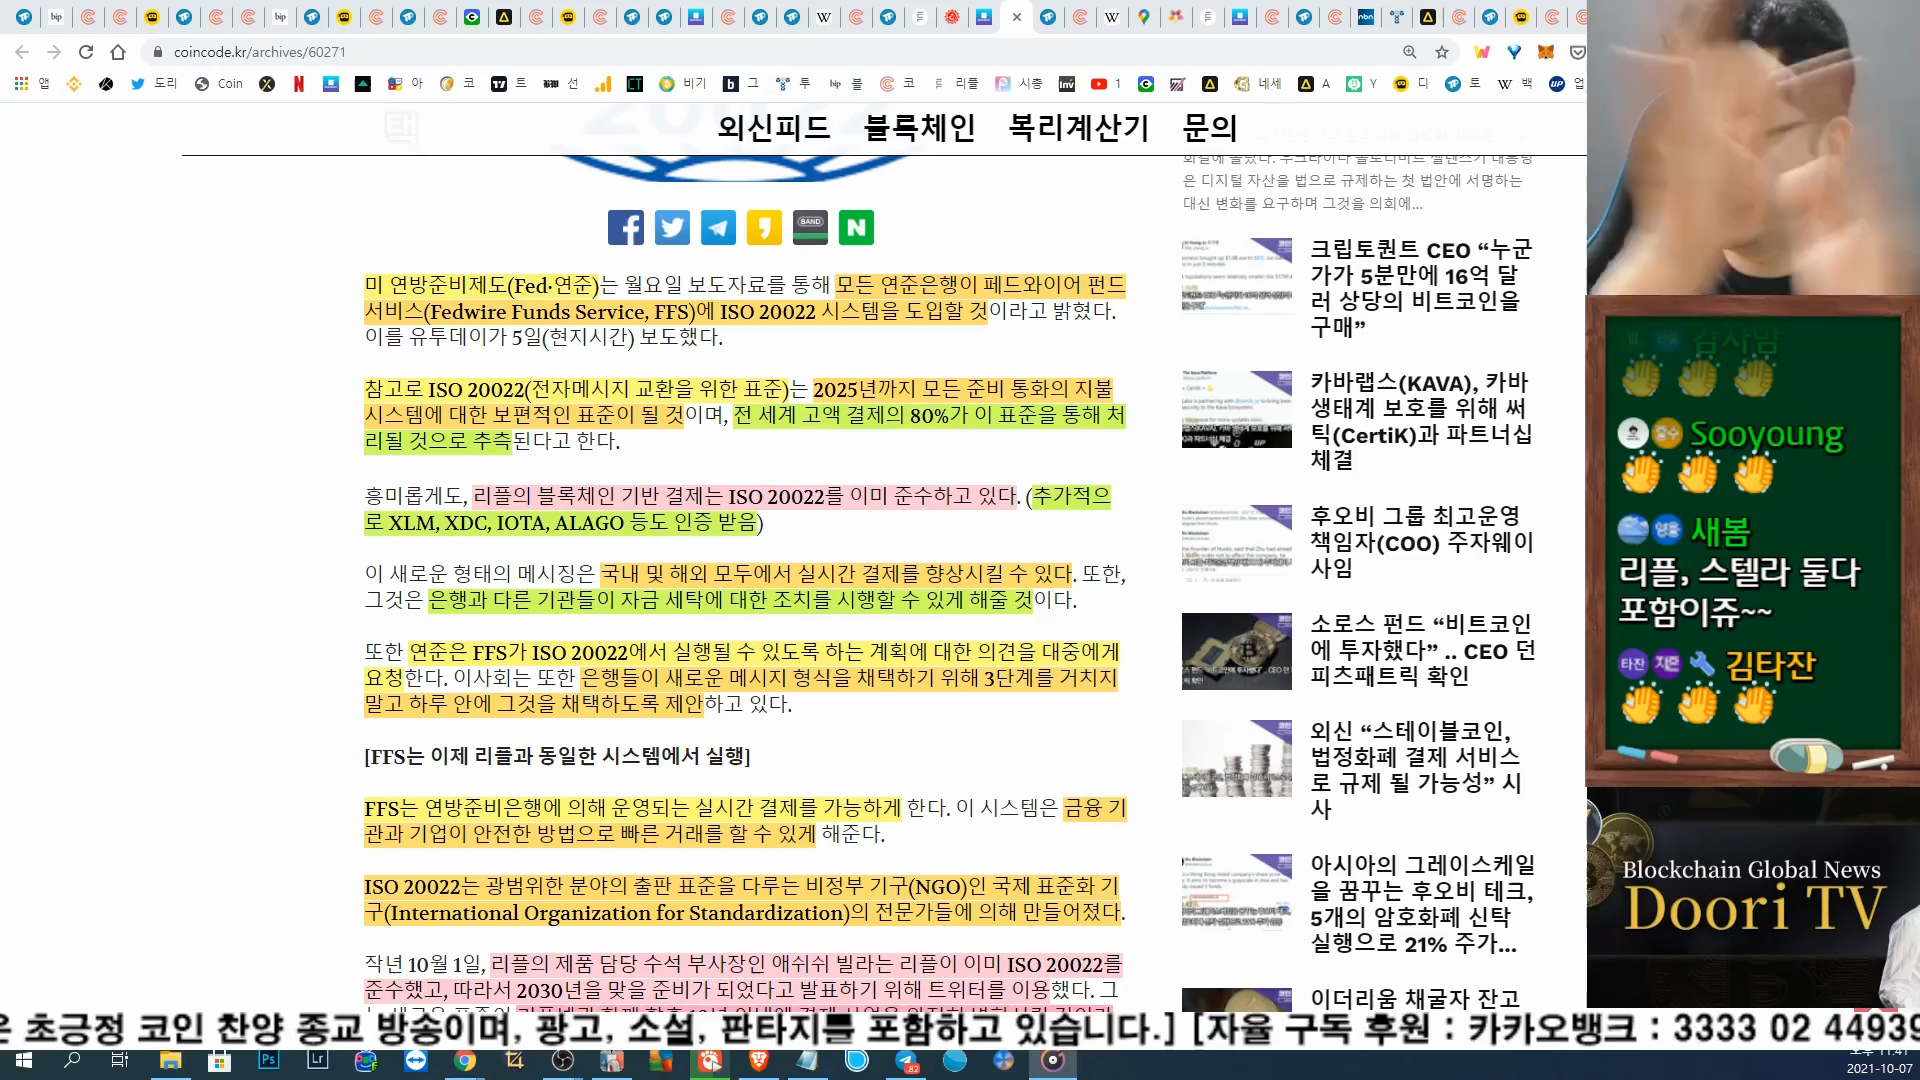 coincode.kr/archives/60271
앱
도리
Coin
아
코
트
선
비기
그
투
블
코
리플
시총
1
네세
A
Y
디
토
백
업
외신피드 블록체인 복리계산기 문의
은 디지털 자산을 법으로 규제하는 첫 법안에 서명하는
대신 변화를 요구하며 그것을 의회에...
BAND
미 연방준비제도(Fed·연준)는 월요일 보도자료를 통해 모든 연준은행이 페드와이어 펀드
서비스(Fedwire Funds Service, FFS)에 ISO 20022 시스템을 도입할 것이라고 밝혔다.
이를 유투데이가 5일(현지시간) 보도했다.
참고로 ISO 20022(전자메시지 교환을 위한 표준)는 2025년까지 모든 준비 통화의 지불
시스템에 대한 보편적인 표준이 될 것이며, 전 세계 고액 결제의 80%가 이 표준을 통해 처
리될 것으로 추측된다고 한다.
흥미롭게도, 리플의 블록체인 기반 결제는 ISO 20022를 이미 준수하고 있다. (추가적으
로 XLM, XDC, IOTA, ALAGO 등도 인증 받음)
이 새로운 형태의 메시징은 국내 및 해외 모두에서 실시간 결제를 향상시킬 수 있다. 또한,
그것은 은행과 다른 기관들이 자금 세탁에 대한 조치를 시행할 수 있게 해줄 것이다.
또한 연준은 FFS가 ISO 20022에서 실행될 수 있도록 하는 계획에 대한 의견을 대중에게
요청한다. 이사회는 또한 은행들이 새로운 메시지 형식을 채택하기 위해 3단계를 거치지
말고 하루 안에 그것을 채택하도록 제안하고 있다.
[FFS는 이제 리플과 동일한 시스템에서 실행]
FFS는 연방준비은행에 의해 운영되는 실시간 결제를 가능하게 한다. 이 시스템은 금융 기
관과 기업이 안전한 방법으로 빠른 거래를 할 수 있게 해준다.
ISO 20022는 광범위한 분야의 출판 표준을 다루는 비정부 기구(NGO)인 국제 표준화 기
구(International Organization for Standardization)의 전문가들에 의해 만들어졌다.
작년 10월 1일, 리플의 제품 담당 수석 부사장인 애쉬쉬 빌라는 리플이 이미 ISO 20022를
준수했고, 따라서 2030년을 맞을 준비가 되었다고 발표하기 위해 트위터를 이용했다. 그
크립토퀀트 CEO “누군
가가 5분만에 16억 달
러 상당의 비트코인을
구매”
카바랩스(KAVA), 카바
생태계 보호를 위해 써
틱(CertiK)과 파트너십
체결
후오비 그룹 최고운영
책임자(COO) 주자웨이
사임
소로스 펀드 “비트코인
에 투자했다” .. CEO 던
피츠패트릭 확인
외신 “스테이블코인,
법정화폐 결제 서비스
로 규제 될 가능성” 시
사
아시아의 그레이스케일
을 꿈꾸는 후오비 테크,
5개의 암호화폐 신탁
실행으로 21% 주가...
이더리움 채굴자 잔고
감사맘
Sooyoung
영웅 새봄
리플, 스텔라 둘다
포함이쥬~~
타잔 지존 김타잔
Blockchain Global News
Doori TV
은 초긍정 코인 찬양 종교 방송이며, 광고, 소설, 판타지를 포함하고 있습니다.] [자율 구독 후원 : 카카오뱅크 : 3333 02 44939
82
2021-10-07